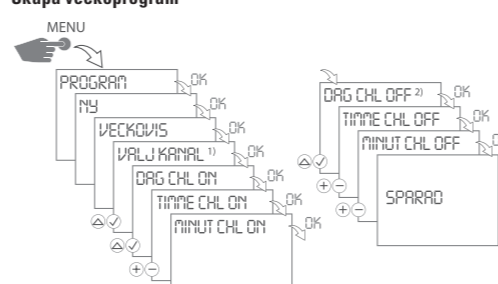 Skapa veckoprogram
MENU
PROGRAM
OK
NY
OK
VECKOVIS
OK
VALJ KANAL 1)
OK
DAG CHL ON
OK
TIMME CHL ON
OK
MINUT CHL ON
OK
DAG CHL OFF 2)
OK
TIMME CHL OFF
OK
MINUT CHL OFF
OK
SPARAD